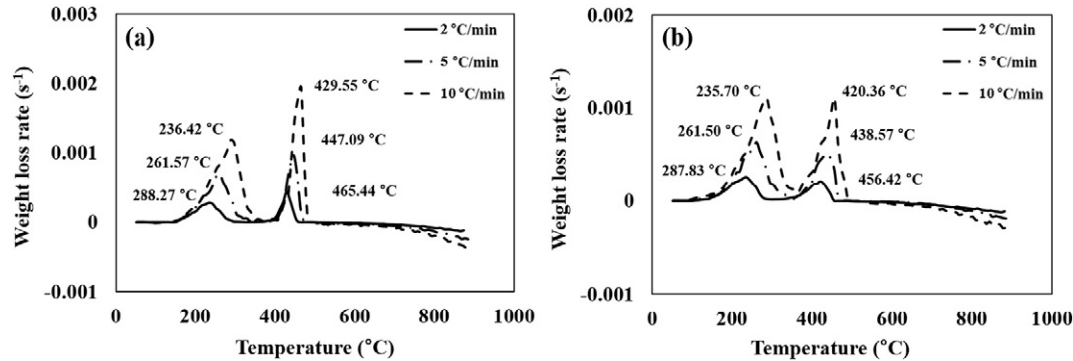 (a)
2 °C/min
5 °C/min
10 °C/min
0.003
0.002
0.001
0
-0.001
Weight loss rate (s⁻¹)
236.42 °C
261.57 °C
288.27 °C
429.55 °C
447.09 °C
465.44 °C
0
200
400
600
800
1000
Temperature (°C)
(b)
2 °C/min
5 °C/min
10 °C/min
0.002
0.001
0
-0.001
Weight loss rate (s⁻¹)
235.70 °C
261.50 °C
287.83 °C
420.36 °C
438.57 °C
456.42 °C
0
200
400
600
800
1000
Temperature (°C)